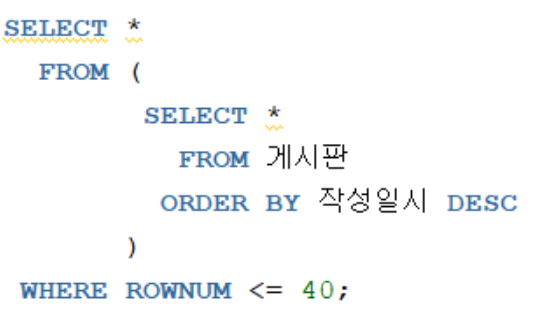 SELECT *
FROM (
SELECT *
FROM 게시판
ORDER BY 작성일시 DESC
)
WHERE ROWNUM <= 40;